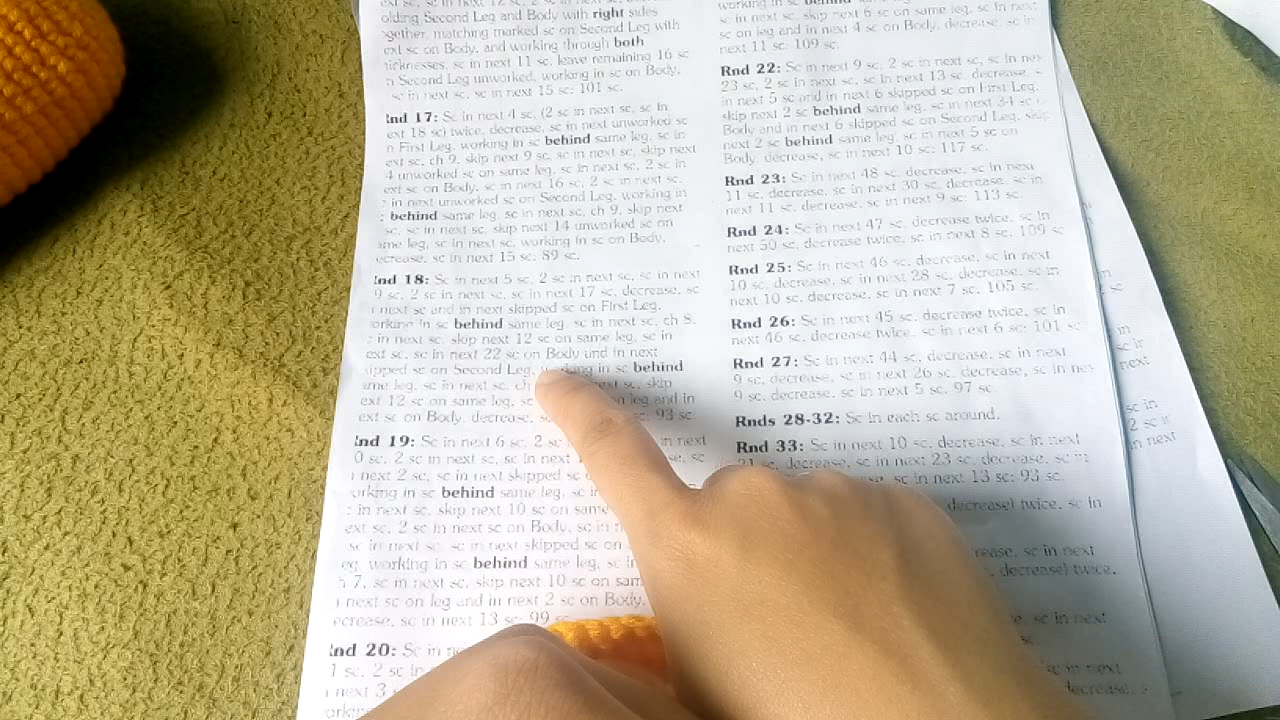 ext sc, sc in next 12 sc, 2 sc in next sc,
olding Second Leg and Body with right sides
ogether, matching marked sc on Second Leg with
ext sc on Body, and working through both
hicknesses, sc in next 11 sc, leave remaining 16 sc
n Second Leg unworked, working in sc on Body,
sc in next sc in next 15 sc: 101 sc.
Rnd 17: Sc in next 4 sc, (2 sc in next sc, sc in
ext 18 sc) twice, decrease, sc in next unworked sc
n First Leg, working in sc behind same leg, sc in
ext sc, ch 9, skip next 9 sc, sc in next sc, skip next
4 unworked sc on same leg, sc in next sc, 2 sc in
ext sc on Body, sc in next 16 sc, 2 sc in next sc,
in next unworked sc on Second Leg, working in
c behind same leg, sc in next sc, ch 9, skip next
sc, sc in next sc, skip next 14 unworked sc on
ame leg, sc in next sc, working in sc on Body,
ecrease, sc in next 15 sc: 89 sc.
Rnd 18: Sc in next 5 sc, 2 sc in next sc, sc in next
9 sc, 2 sc in next sc, sc in next 17 sc, decrease, sc
next sc and in next skipped sc on First Leg,
orking in sc behind same leg, sc in next sc, ch 8,
in next sc, skip next 12 sc on same leg, sc in
ext sc, sc in next 22 sc on Body and in next
kipped sc on Second Leg, working in sc behind
ame leg, sc in next sc, ch next sc, skip
ext 12 sc on same leg, sc on leg and in
ext sc on Body, decrease, sc: 93 sc.
Rnd 19: Sc in next 6 sc, 2 sc in next
0 sc, 2 sc in next sc, sc in next sc
next 2 sc, sc in next skipped sc
orking in sc behind same leg, sc in
in next sc, skip next 10 sc on same
ext sc, 2 sc in next sc on Body, sc in
sc in next sc, sc in next skipped sc on
eg, working in sc behind same leg, sc in
h 7, sc in next sc, skip next 10 sc on sam
next sc on leg and in next 2 sc on Body,
ecrease, sc in next 13 sc: 99 sc
Rnd 20: Sc in
1 sc, 2 sc in
next 3
orking
working in sc behind
sc in next sc, skip next 6 sc on same leg, sc in next
sc on leg and in next 4 sc on Body, decrease, sc in
next 11 sc: 109 sc.
Rnd 22: Sc in next 9 sc, 2 sc in next sc, sc in nex
23 sc, 2 sc in next sc, sc in next 13 sc, decrease,
in next 5 sc and in next 6 skipped sc on First Leg,
skip next 2 sc behind same leg, sc in next 34 sc
Body and in next 6 skipped sc on Second Leg, skip
next 2 sc behind same leg, sc in next 5 sc on
Body, decrease, sc in next 10 sc: 117 sc.
Rnd 23: Sc in next 48 sc, decrease, sc in next
11 sc, decrease, sc in next 30 sc, decrease, sc in
next 11 sc, decrease, sc in next 9 sc: 113 sc.
Rnd 24: Sc in next 47 sc, decrease twice, sc in
next 50 sc, decrease twice, sc in next 8 sc, 109 sc
Rnd 25: Sc in next 46 sc, decrease, sc in next
10 sc, decrease, sc in next 28 sc, decrease, sc in
next 10 sc, decrease, sc in next 7 sc, 105 sc.
Rnd 26: Sc in next 45 sc, decrease twice, sc in
next 46 sc, decrease twice, sc in next 6 sc: 101 sc
Rnd 27: Sc in next 44 sc, decrease, sc in next
9 sc, decrease, sc in next 26 sc, decrease, sc in nex
9 sc, decrease, sc in next 5 sc. 97 sc
Rnds 28-32: Sc in each sc around.
Rnd 33: Sc in next 10 sc, decrease, sc in next
21 sc, decrease, sc in next 23 sc, decrease, sc in
sc in next 13 sc: 93 sc.
decrease) twice, sc in
rease, sc in next
decrease) twice,
sc in next
sc
sc in next
decrease, s